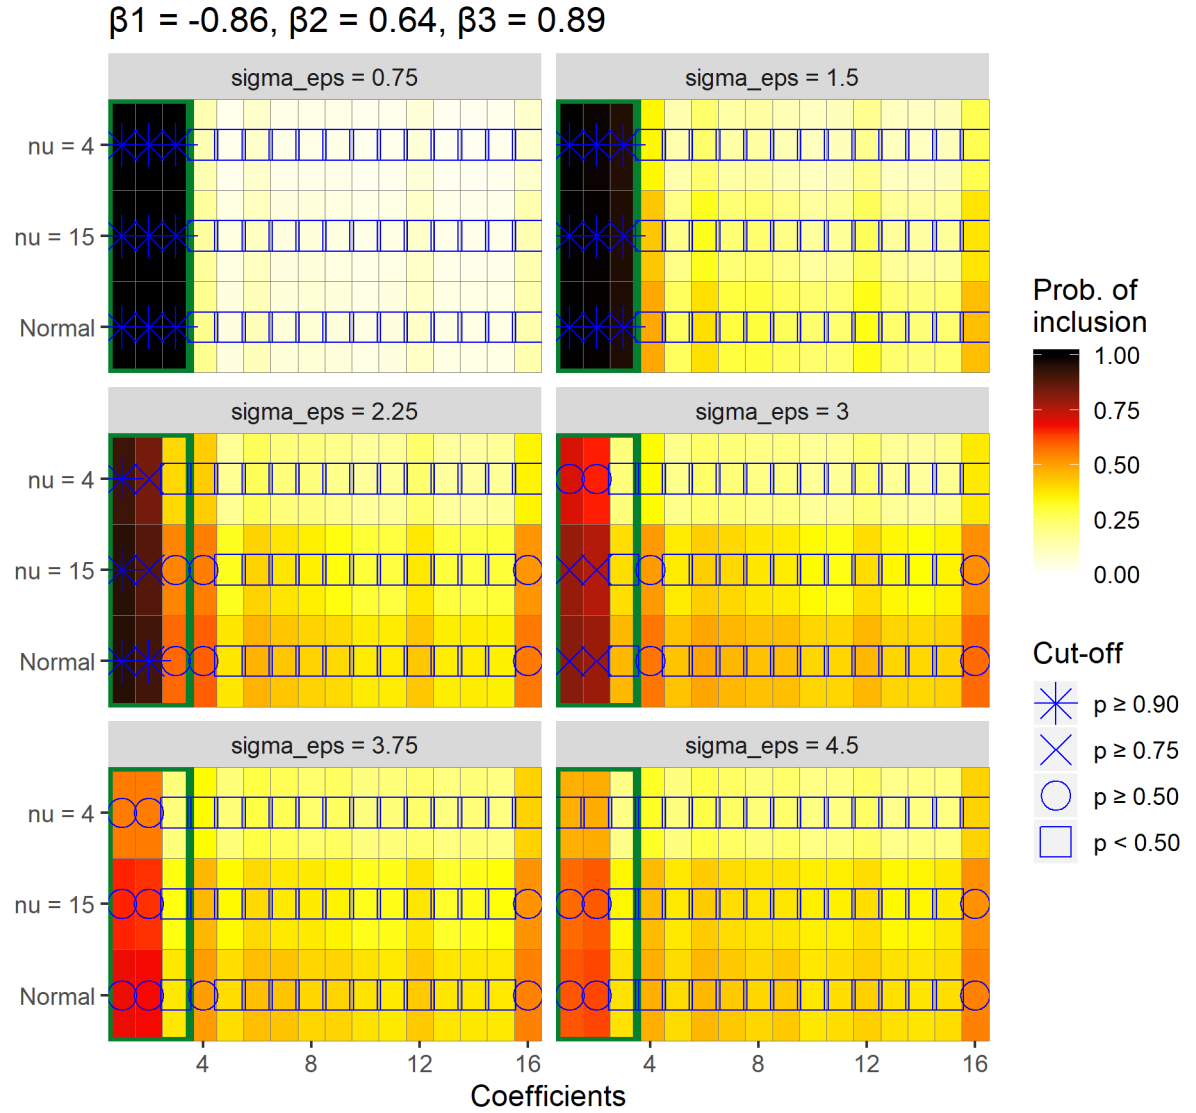 β1 = -0.86, β2 = 0.64, β3 = 0.89
sigma_eps = 0.75
sigma_eps = 1.5
nu = 4
nu = 15
Normal
sigma_eps = 2.25
sigma_eps = 3
nu = 4
nu = 15
Normal
sigma_eps = 3.75
sigma_eps = 4.5
nu = 4
nu = 15
Normal
4 8 12 16
4 8 12 16
Coefficients
Prob. of
inclusion
1.00
0.75
0.50
0.25
0.00
Cut-off
p ≥ 0.90
p ≥ 0.75
p ≥ 0.50
p < 0.50